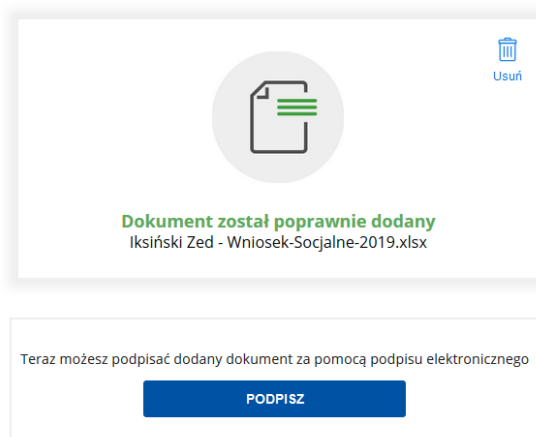 Usuń
Dokument został poprawnie dodany
Iksiński Zed - Wniosek-Socjalne-2019.xlsx
Teraz możesz podpisać dodany dokument za pomocą podpisu elektronicznego
PODPISZ